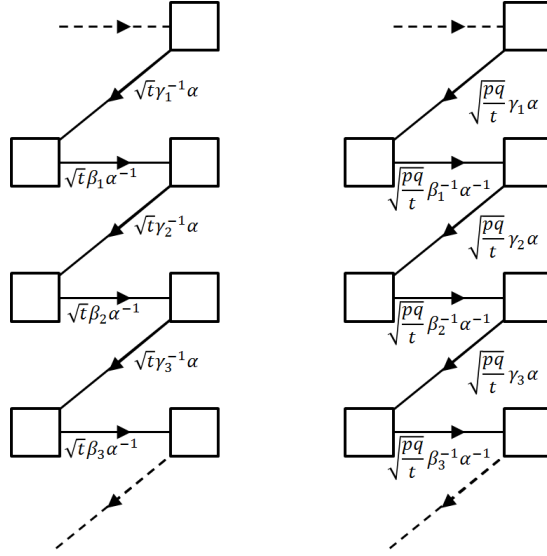 √t γ₁⁻¹ α
√(pq/t) γ₁ α
√t β₁ α⁻¹
√(pq/t) β₁⁻¹ α⁻¹
√t γ₂⁻¹ α
√(pq/t) γ₂ α
√t β₂ α⁻¹
√(pq/t) β₂⁻¹ α⁻¹
√t γ₃⁻¹ α
√(pq/t) γ₃ α
√t β₃ α⁻¹
√(pq/t) β₃⁻¹ α⁻¹